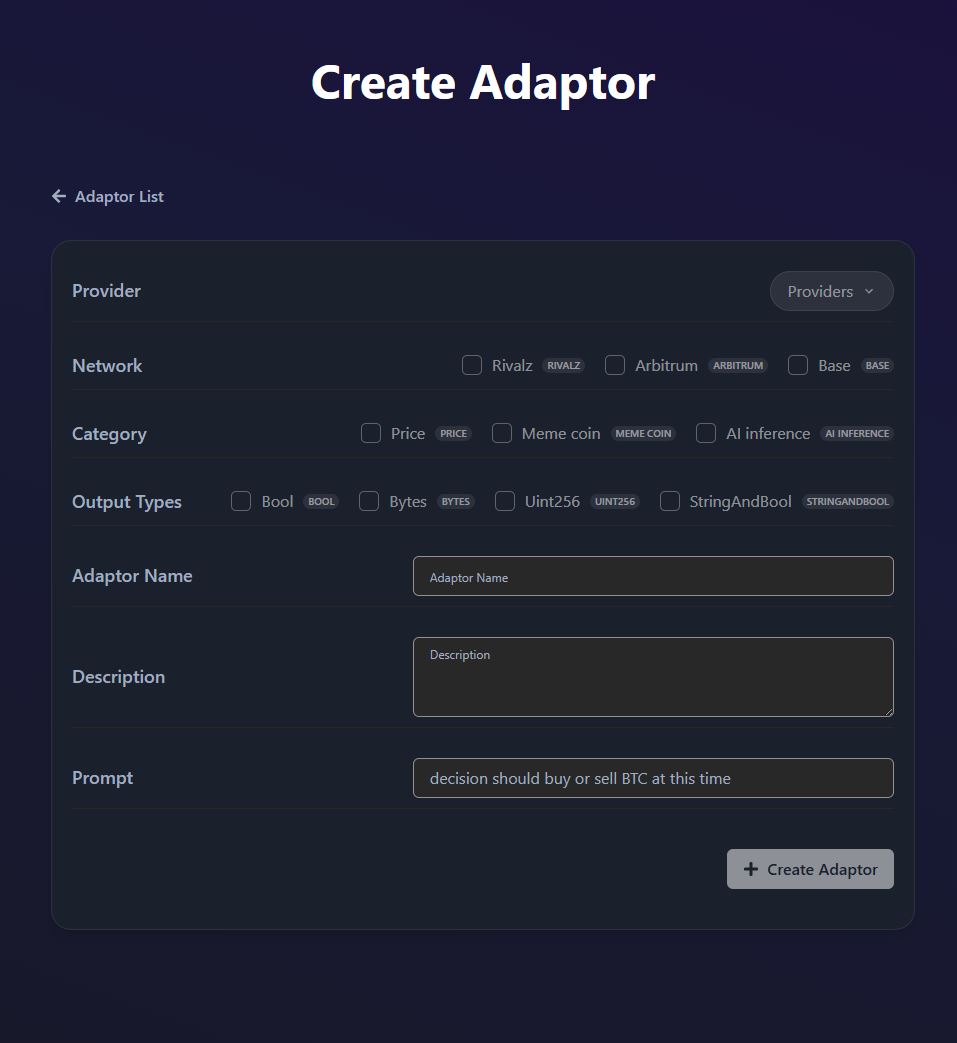 Create Adaptor
Adaptor List
Provider Providers
Network Rivalz RIVALZ Arbitrum ARBITRUM Base BASE
Category Price PRICE Meme coin MEME COIN AI inference AI INFERENCE
Output Types Bool BOOL Bytes BYTES Uint256 UINT256 StringAndBool STRINGANDBOOL
Adaptor Name Adaptor Name
Description Description
Prompt decision should buy or sell BTC at this time
Create Adaptor